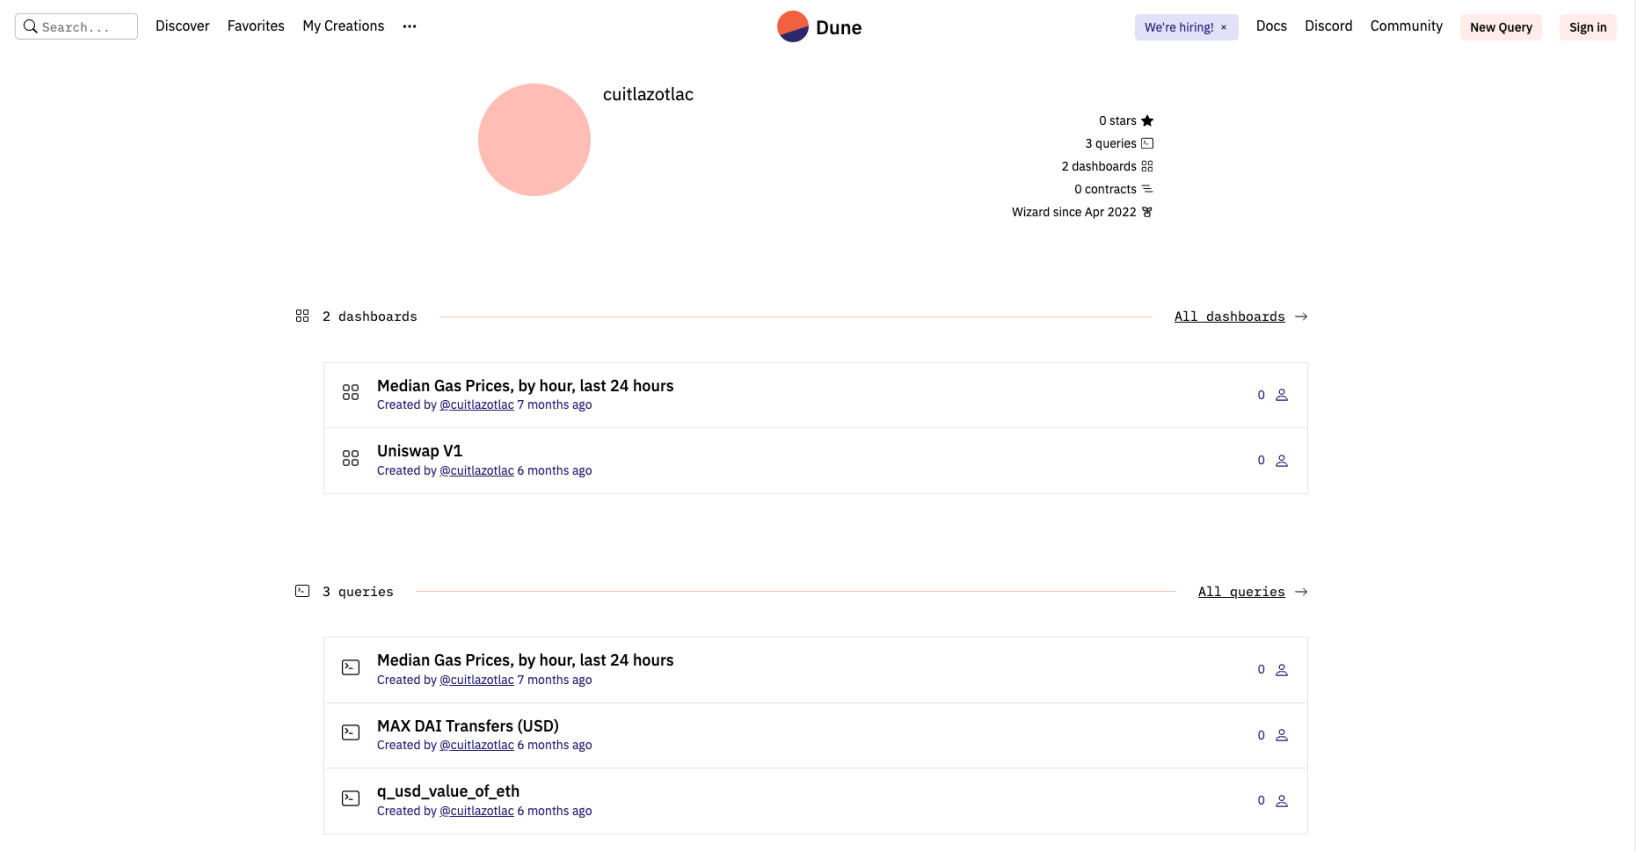 Search... Discover Favorites My Creations ··· Dune We're hiring! × Docs Discord Community New Query Sign in
cuitlazotlac
0 stars
3 queries
2 dashboards
0 contracts
Wizard since Apr 2022
2 dashboards All dashboards →
Median Gas Prices, by hour, last 24 hours
Created by @cuitlazotlac 7 months ago 0
Uniswap V1
Created by @cuitlazotlac 6 months ago 0
3 queries All queries →
Median Gas Prices, by hour, last 24 hours
Created by @cuitlazotlac 7 months ago 0
MAX DAI Transfers (USD)
Created by @cuitlazotlac 6 months ago 0
q_usd_value_of_eth
Created by @cuitlazotlac 6 months ago 0